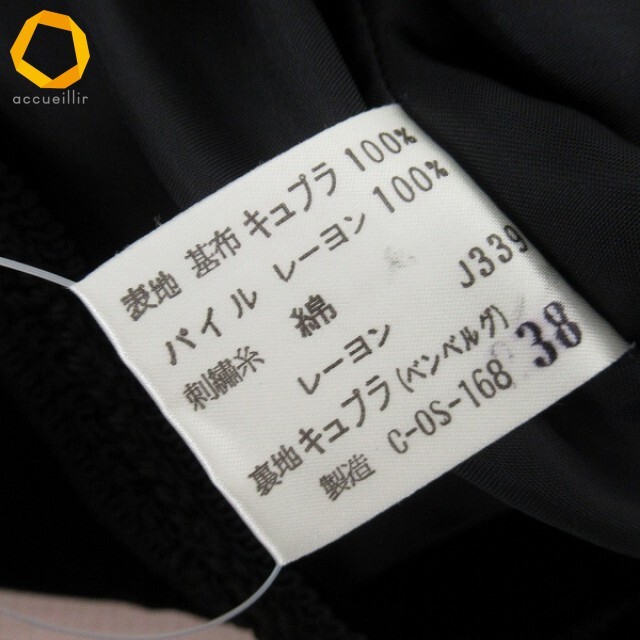 accueillir
表地 基布 キュプラ 100%
パイル レーヨン 100%
刺繍糸 綿
レーヨン J339
裏地 キュプラ (ベンベルグ)
製造 C-OS-168 38